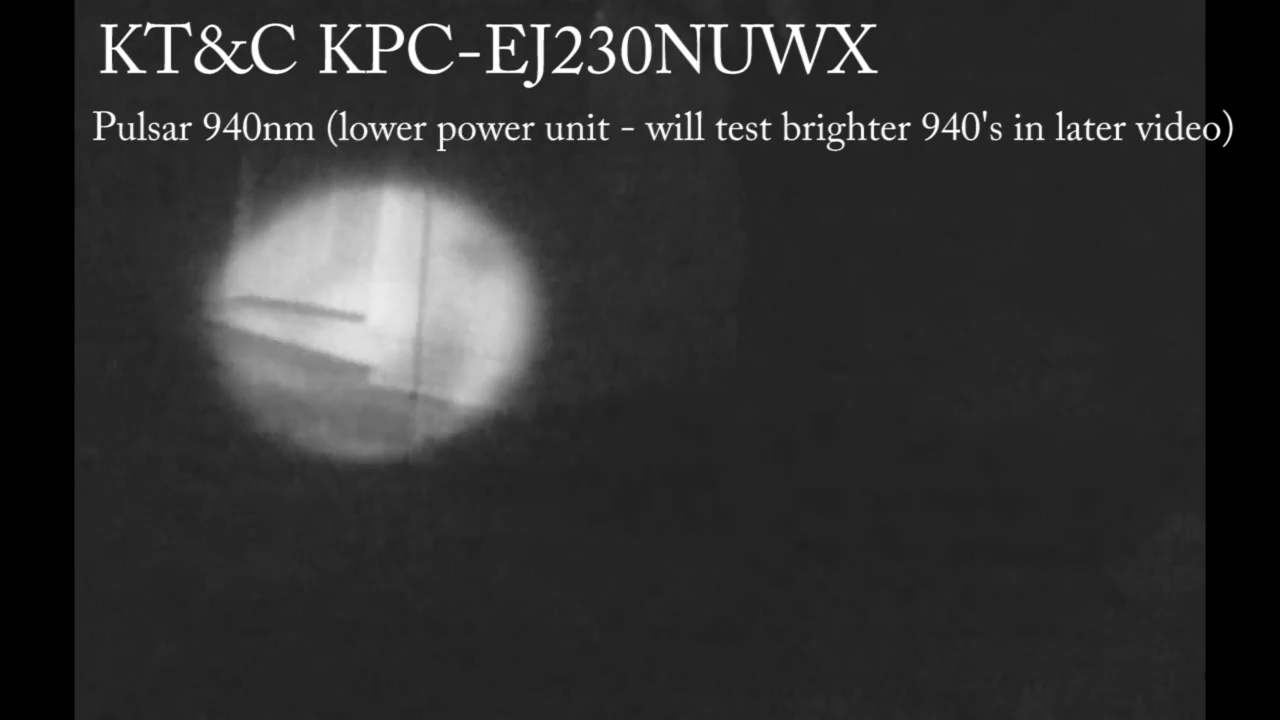 KT&C KPC-EJ230NUWX
Pulsar 940nm (lower power unit - will test brighter 940's in later video)